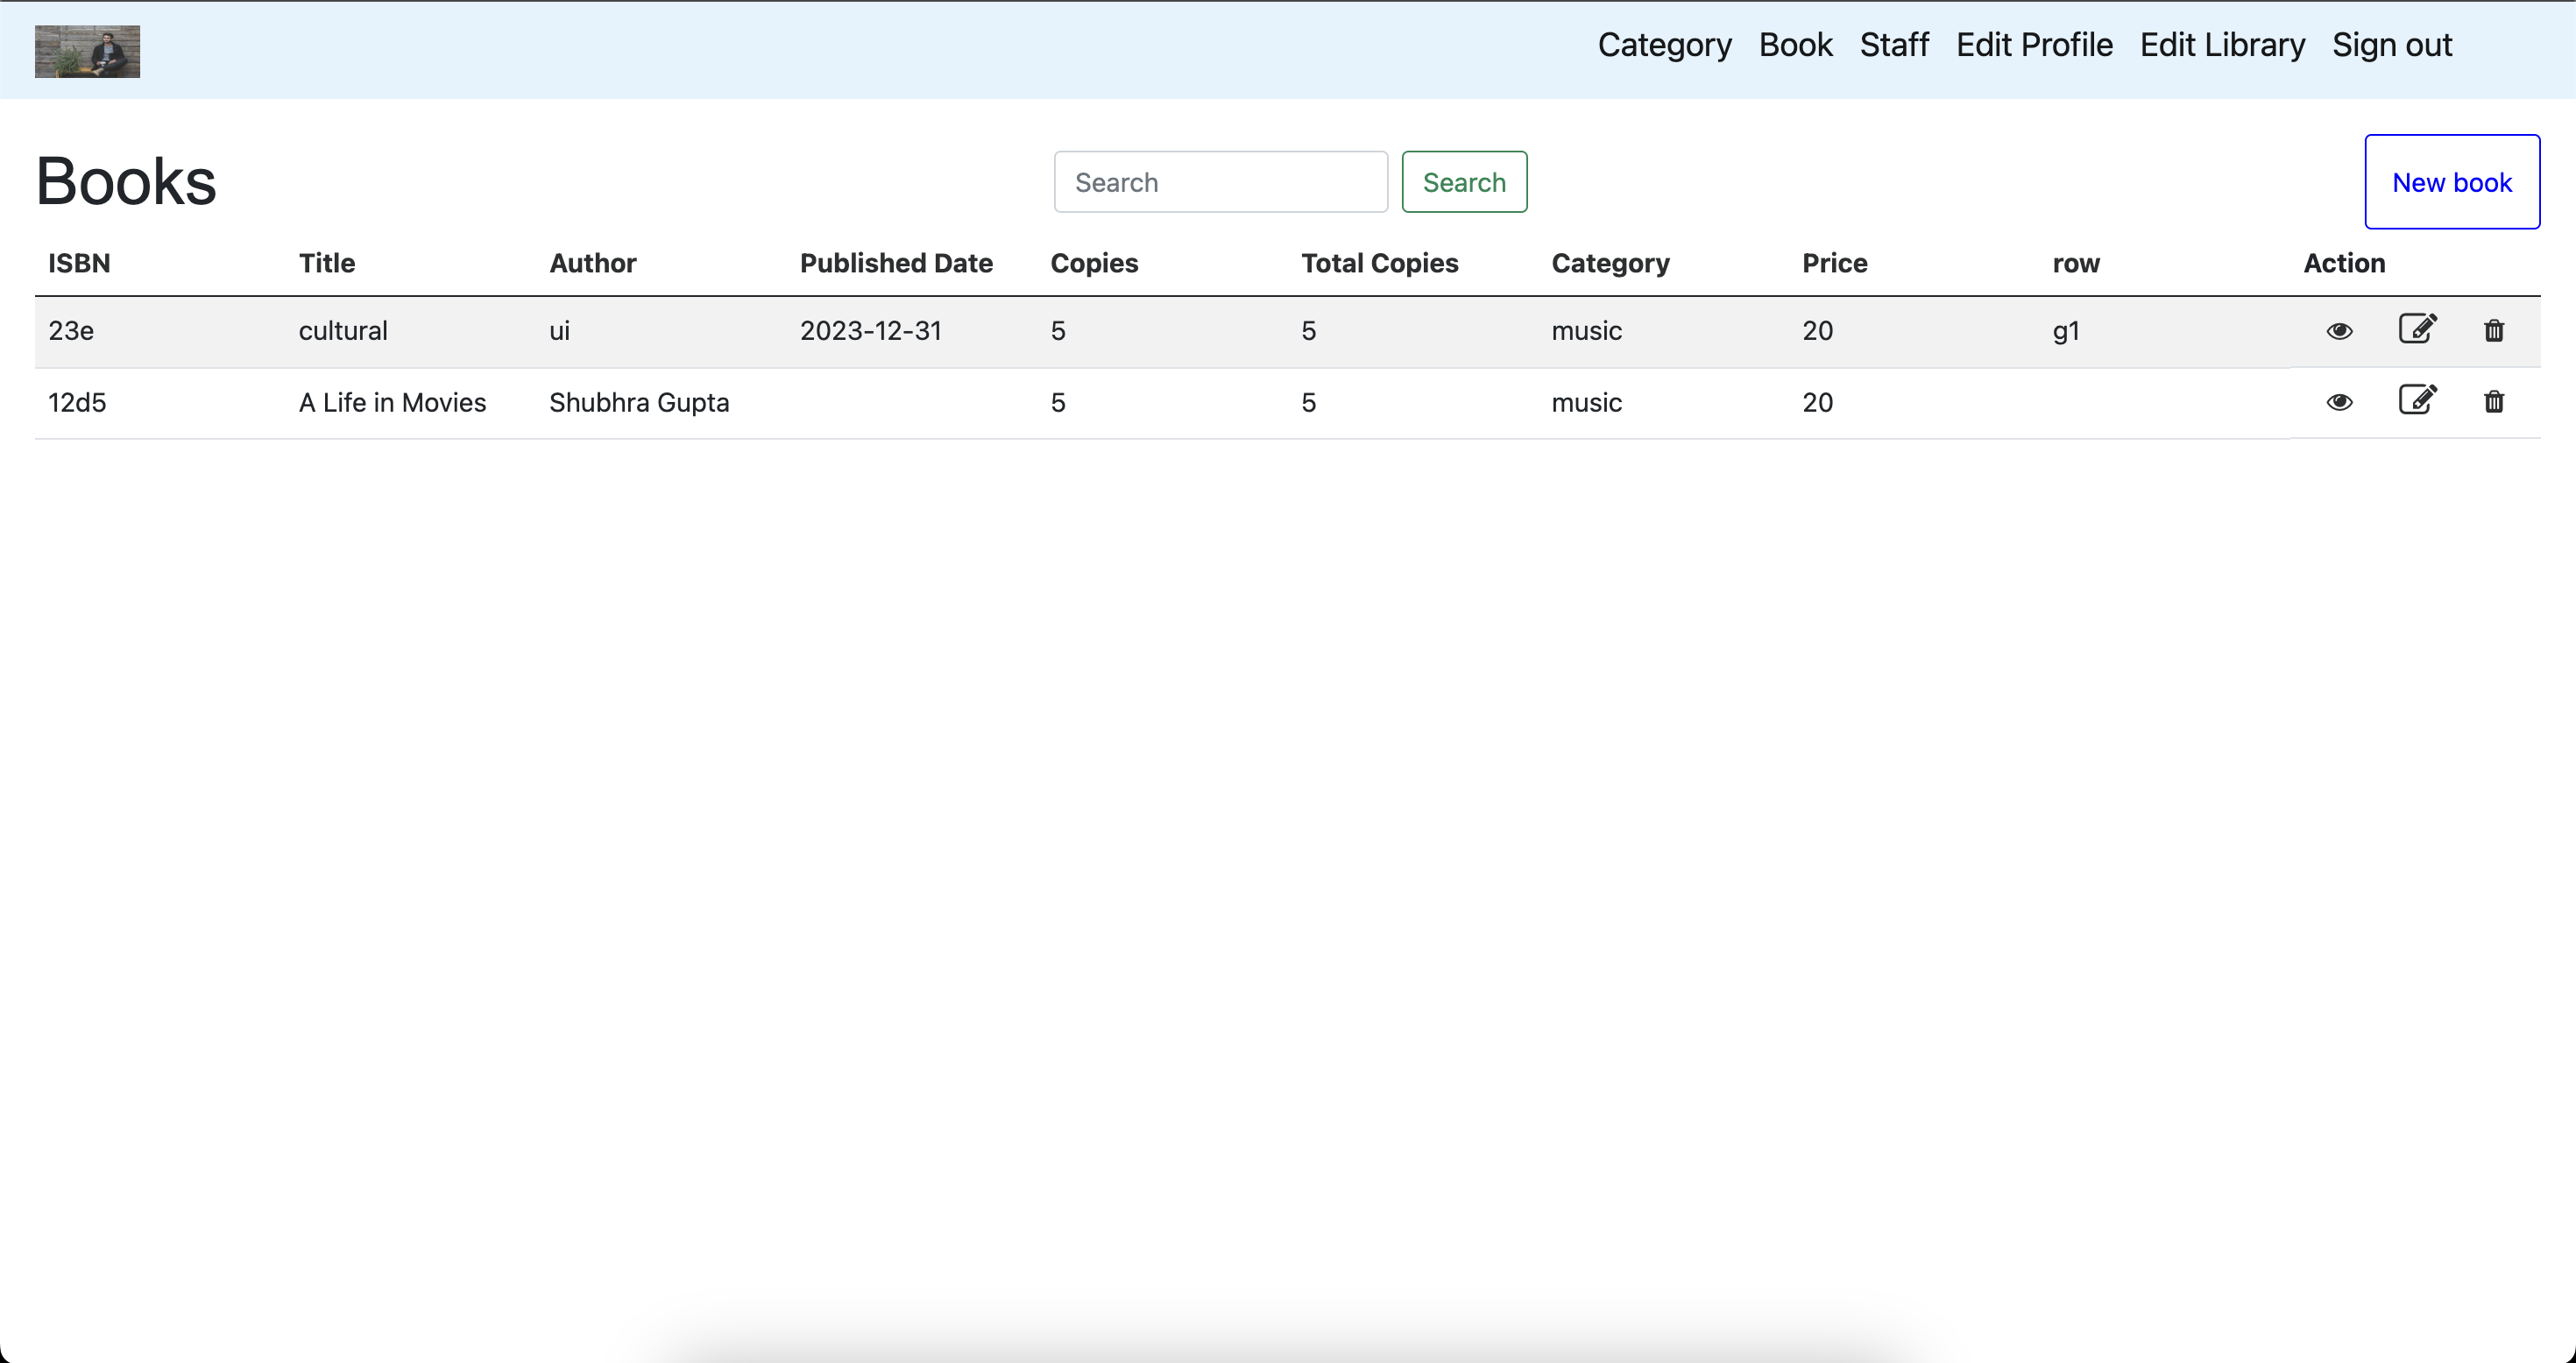 Category Book Staff Edit Profile Edit Library Sign out
Books Search Search New book
ISBN Title Author Published Date Copies Total Copies Category Price row Action
23e cultural ui 2023-12-31 5 5 music 20 g1
12d5 A Life in Movies Shubhra Gupta 5 5 music 20